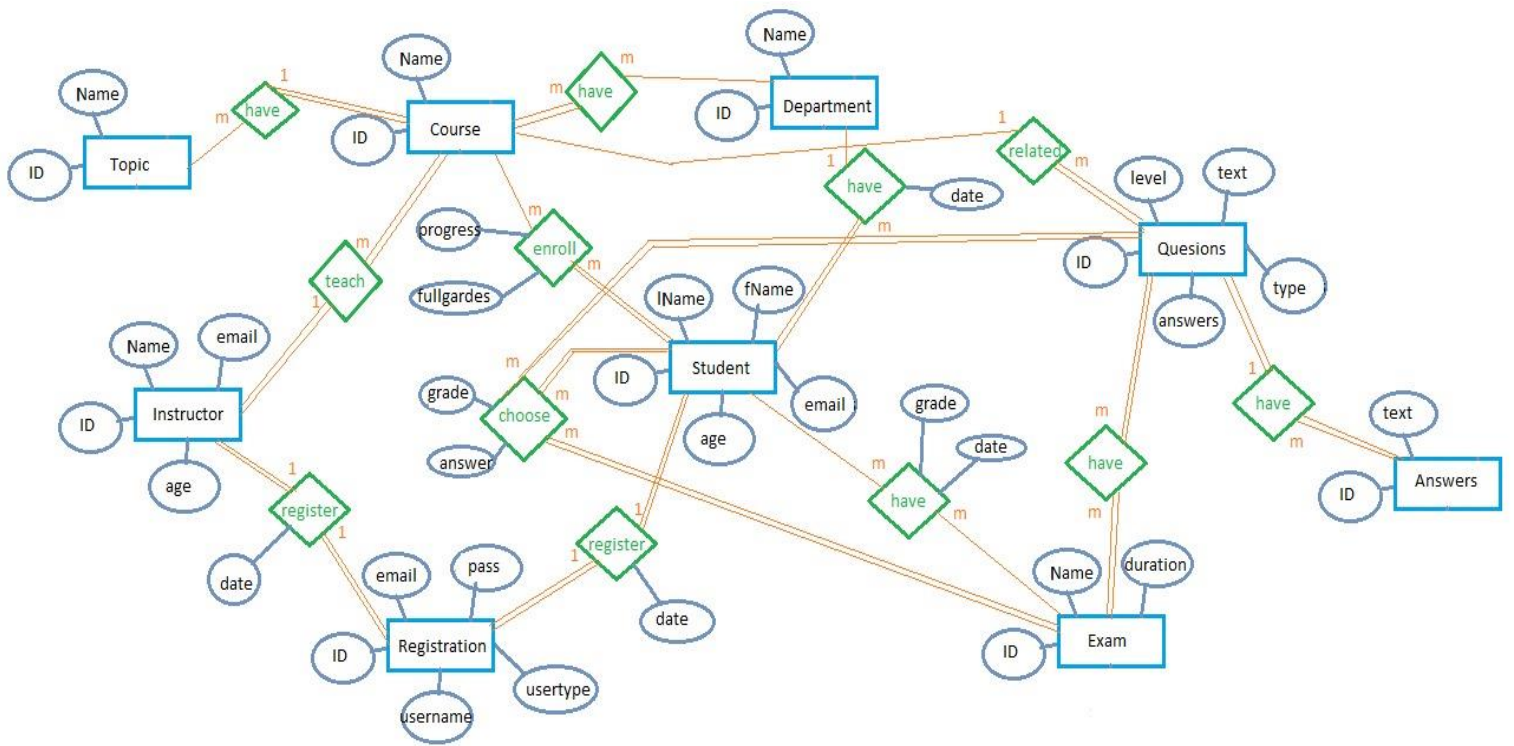 Name
Name
Name
have
1
m
m
have
m
ID
Course
ID
Department
ID
Topic
1
related
m
level
text
1
have
date
m
progress
m
enroll
m
m
teach
1
fullgardes
ID
Quesions
type
answers
lName
fName
ID
Student
email
age
Name
email
ID
Instructor
age
m
m
grade
choose
m
answer
grade
date
m
have
m
1
have
m
text
ID
Answers
m
have
m
1
register
1
date
1
register
1
date
email
pass
ID
Registration
usertype
username
Name
duration
ID
Exam